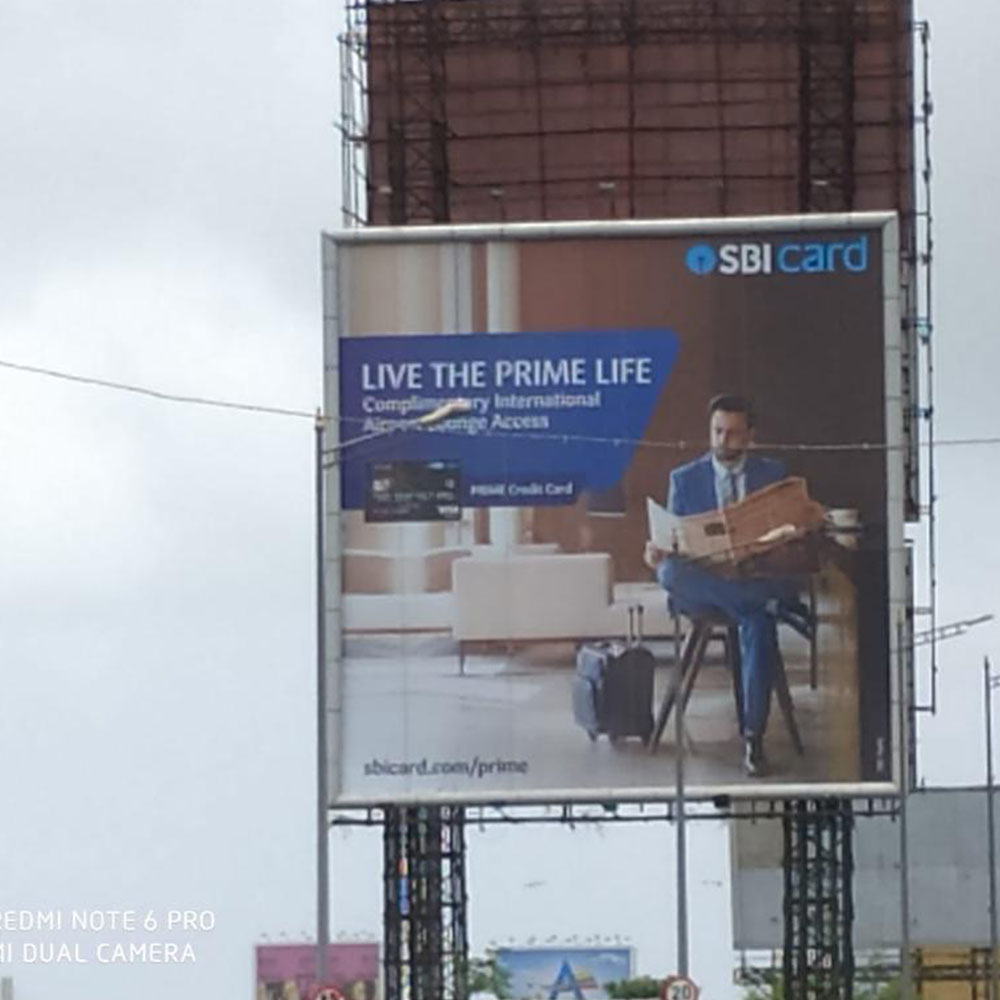 SBI card
LIVE THE PRIME LIFE
Complimentary International
Airport Lounge Access
PRIME Credit Card
VISA
sbicard.com/prime
REDMI NOTE 6 PRO
MI DUAL CAMERA
20